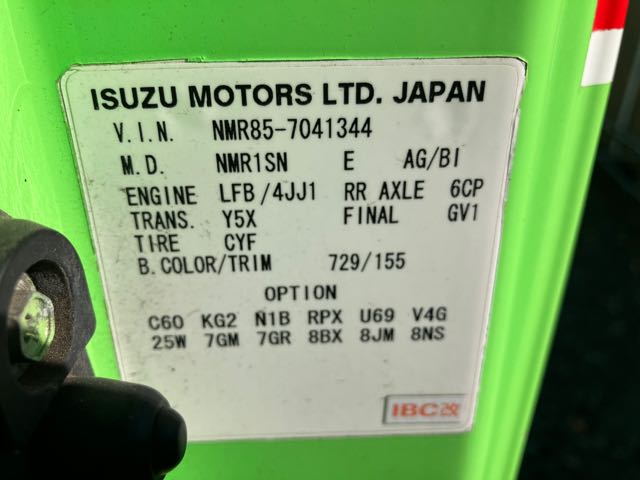 ISUZU MOTORS LTD. JAPAN
V.I.N. NMR85-7041344
M.D. NMR1SN E AG/BI
ENGINE LFB/4JJ1 RR AXLE 6CP
TRANS. Y5X FINAL GV1
TIRE CYF
B.COLOR/TRIM 729/155
OPTION
C60 KG2 N1B RPX U69 V4G
25W 7GM 7GR 8BX 8JM 8NS
IBC改